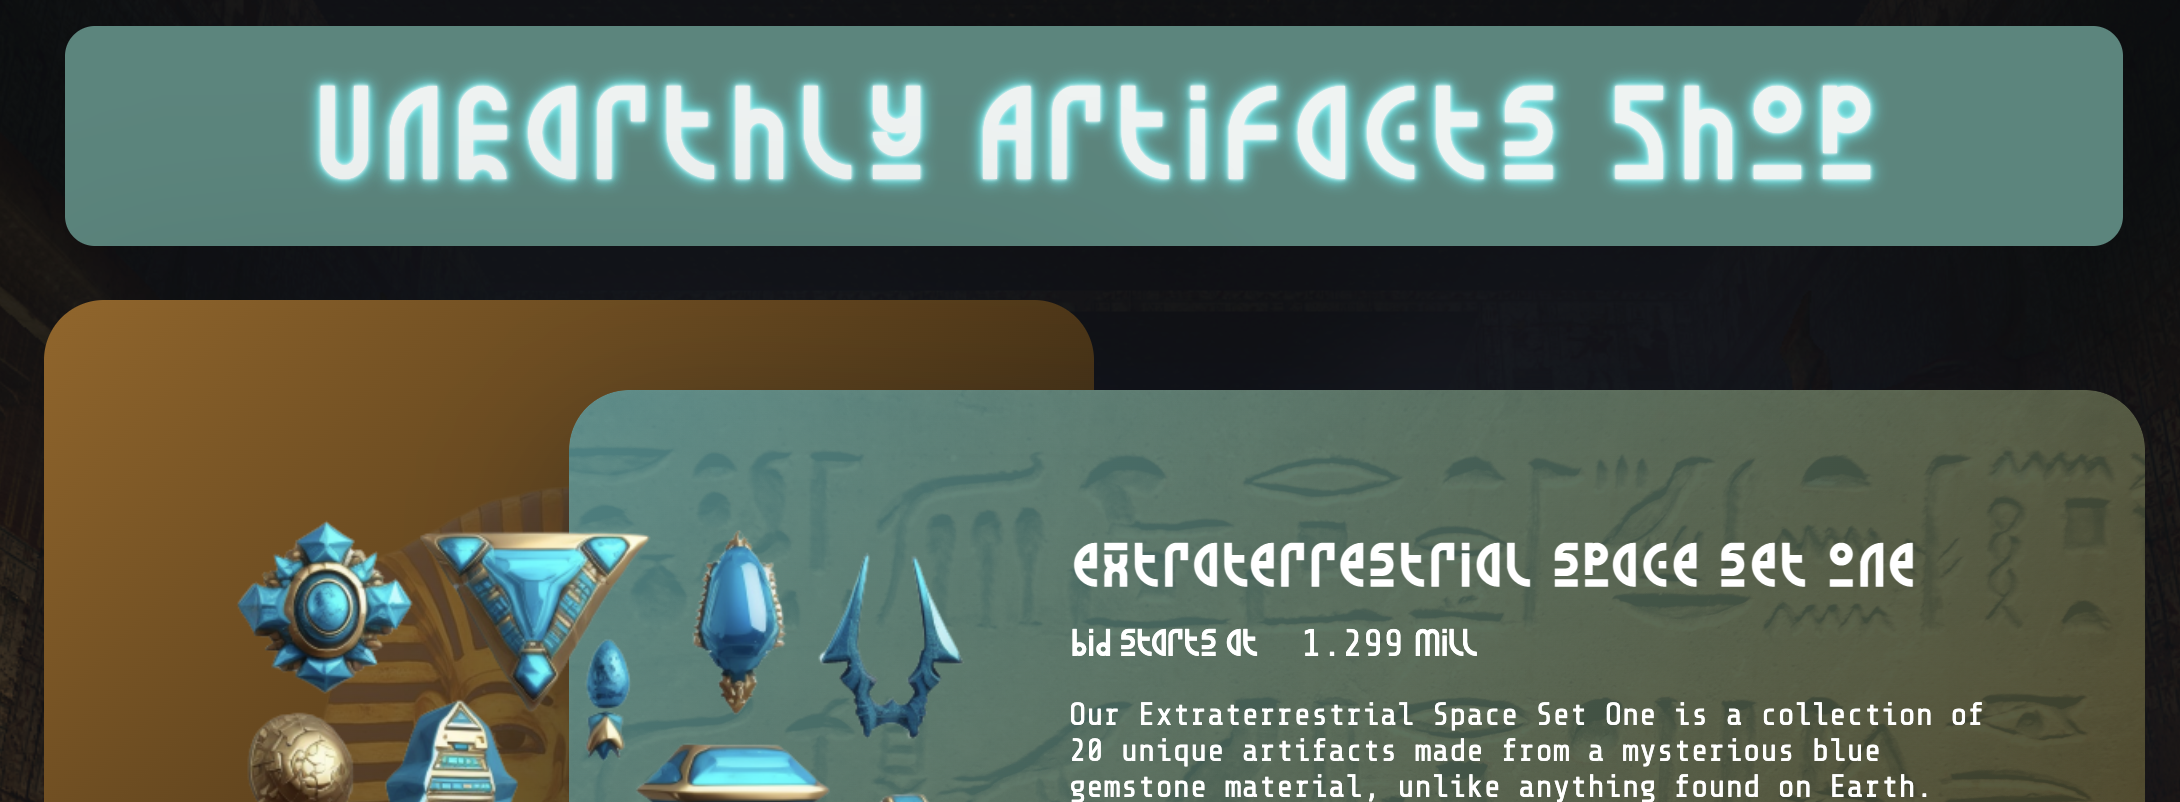 Unearthly Artifacts Shop
extraterrestrial space set one
bid starts at 1.299 Mill
Our Extraterrestrial Space Set One is a collection of
20 unique artifacts made from a mysterious blue
gemstone material, unlike anything found on Earth.